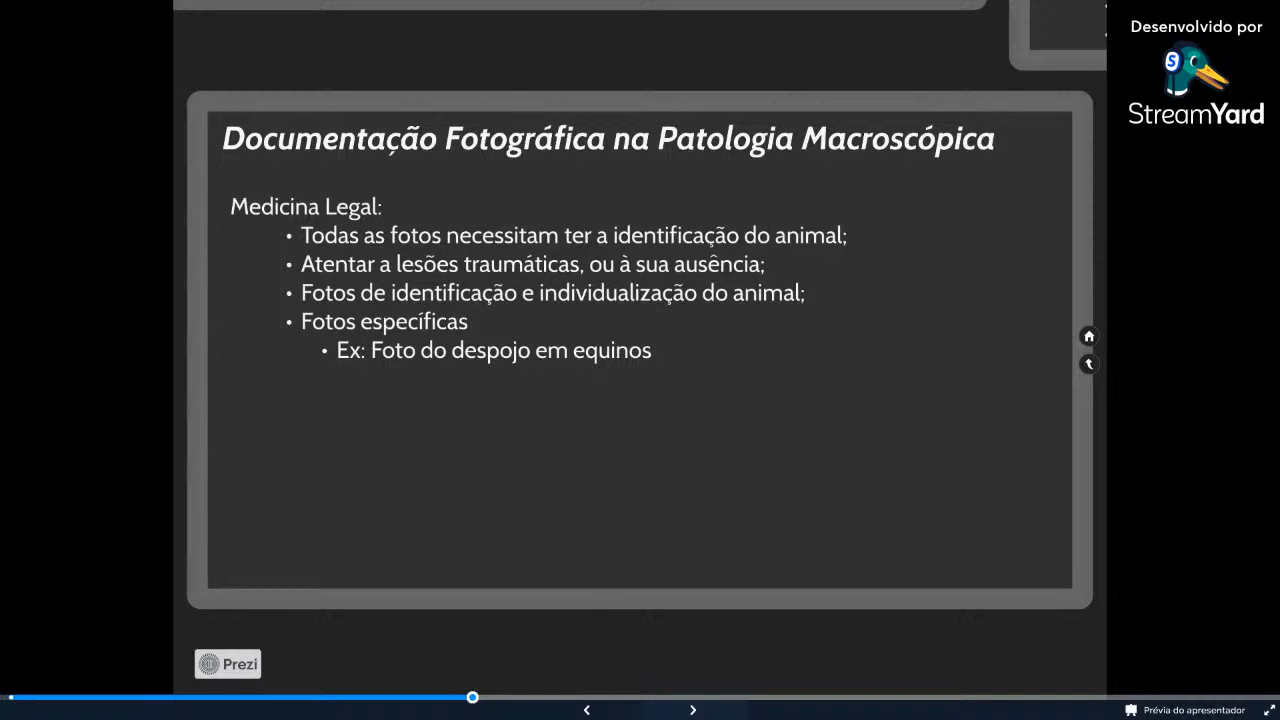 Desenvolvido por
StreamYard
Documentação Fotográfica na Patologia Macroscópica
Medicina Legal:
• Todas as fotos necessitam ter a identificação do animal;
• Atentar a lesões traumáticas, ou à sua ausência;
• Fotos de identificação e individualização do animal;
• Fotos específicas
• Ex: Foto do despojo em equinos
Prezi
Prévia do apresentador